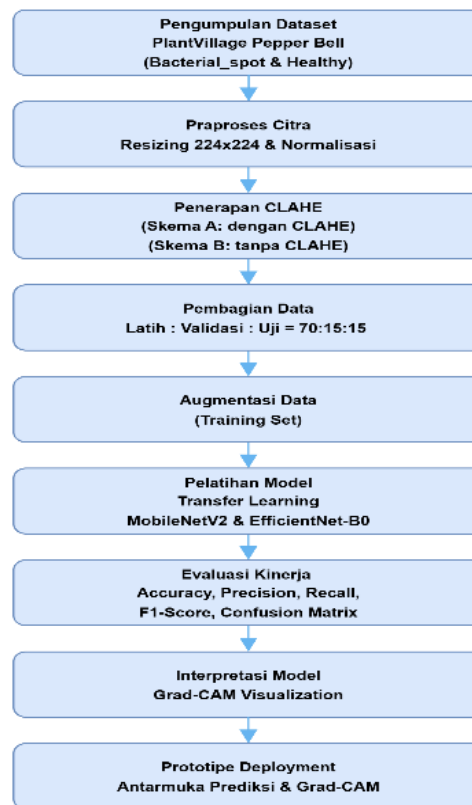 Pengumpulan Dataset
PlantVillage Pepper Bell
(Bacterial_spot & Healthy)
Praproses Citra
Resizing 224x224 & Normalisasi
Penerapan CLAHE
(Skema A: dengan CLAHE)
(Skema B: tanpa CLAHE)
Pembagian Data
Latih : Validasi : Uji = 70:15:15
Augmentasi Data
(Training Set)
Pelatihan Model
Transfer Learning
MobileNetV2 & EfficientNet-B0
Evaluasi Kinerja
Accuracy, Precision, Recall,
F1-Score, Confusion Matrix
Interpretasi Model
Grad-CAM Visualization
Prototipe Deployment
Antarmuka Prediksi & Grad-CAM